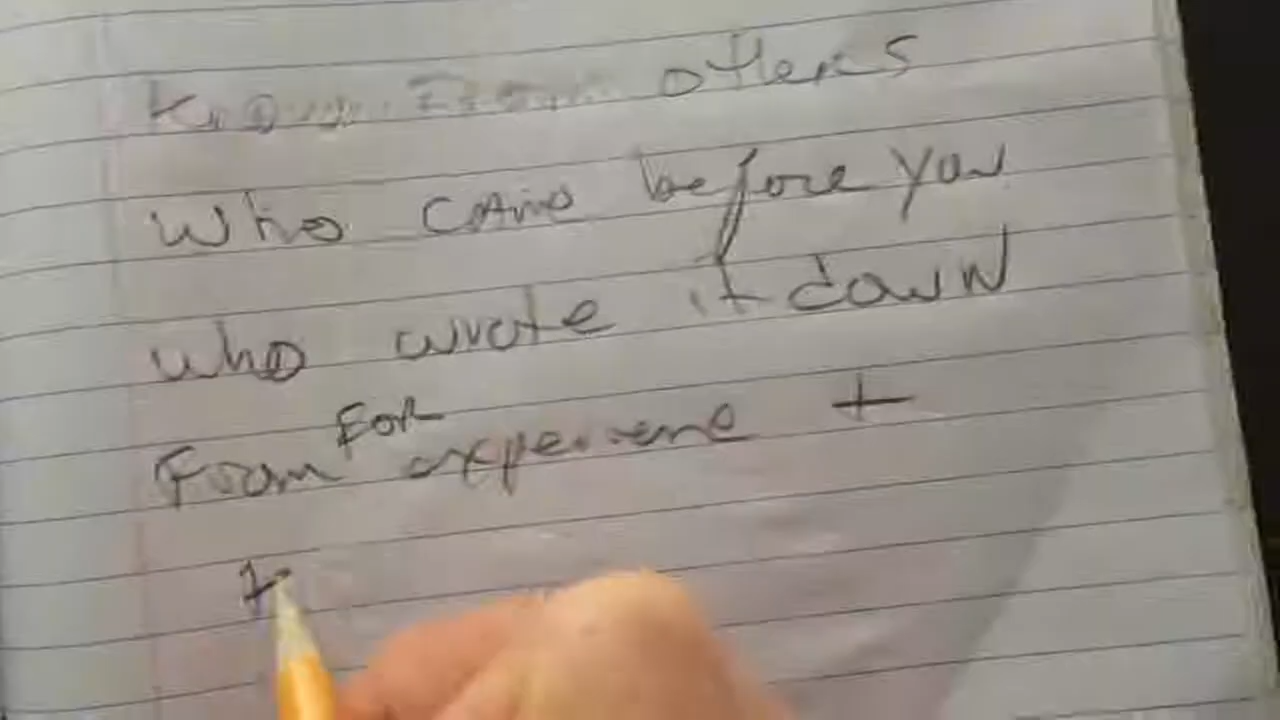 Know From others
who came before you
who wrote it down
For
From experience +